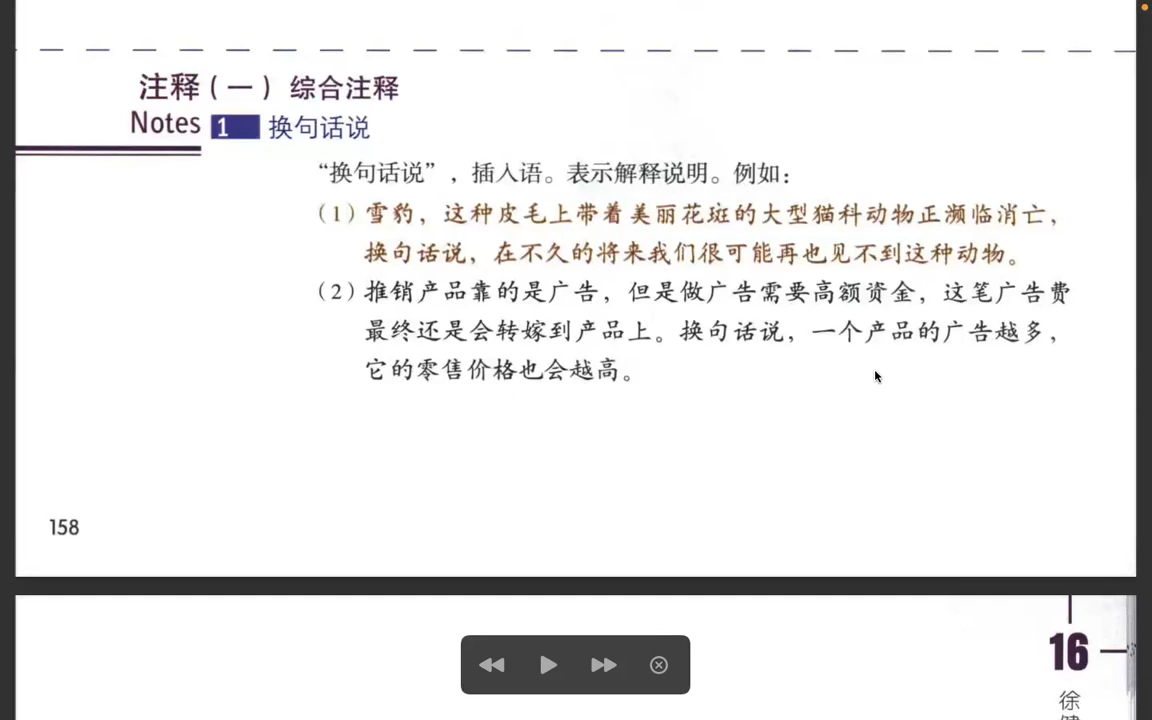 注释（一）综合注释
Notes 1 换句话说
“换句话说”，插入语。表示解释说明。例如：
（1）雪豹，这种皮毛上带着美丽花斑的大型猫科动物正濒临消亡，
换句话说，在不久的将来我们很可能再也见不到这种动物。
（2）推销产品靠的是广告，但是做广告需要高额资金，这笔广告费
最终还是会转嫁到产品上。换句话说，一个产品的广告越多，
它的零售价格也会越高。
158
16
徐